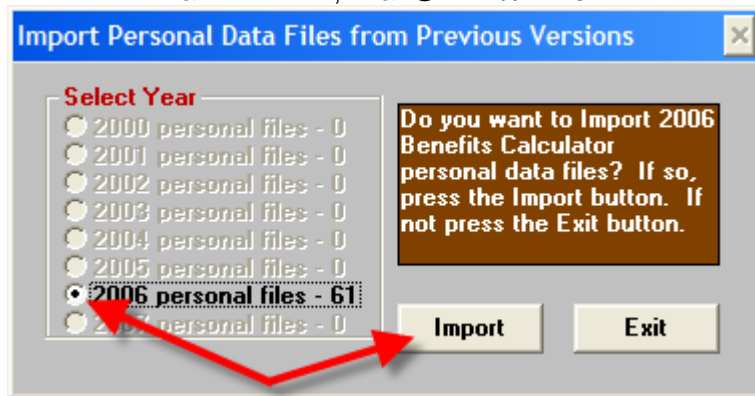 Import Personal Data Files from Previous Versions
Select Year
2000 personal files - 0
2001 personal files - 0
2002 personal files - 0
2003 personal files - 0
2004 personal files - 0
2005 personal files - 0
2006 personal files - 61
2007 personal files - 0
Do you want to Import 2006
Benefits Calculator
personal data files? If so,
press the Import button. If
not press the Exit button.
Import
Exit